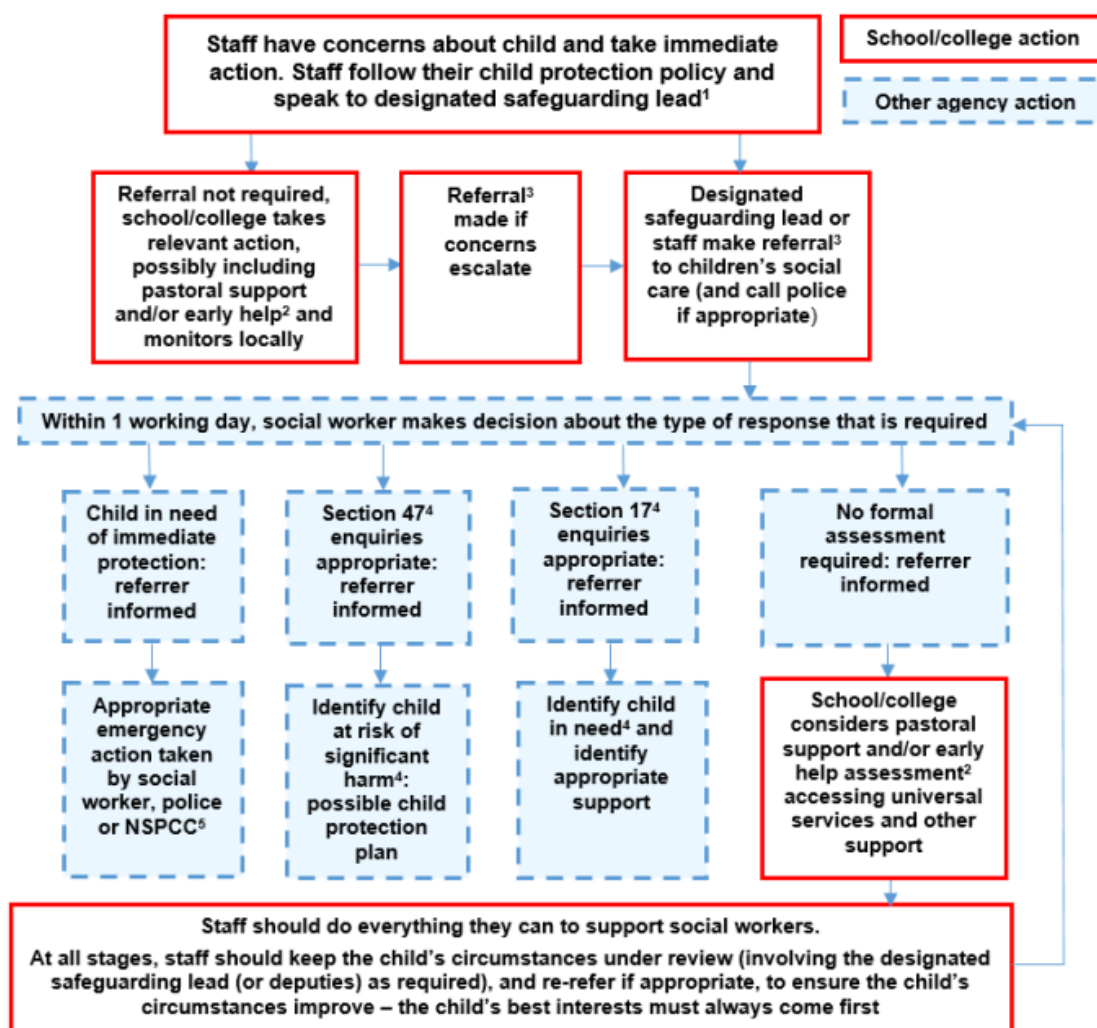 Staff have concerns about child and take immediate
action. Staff follow their child protection policy and
speak to designated safeguarding lead¹
School/college action
Other agency action
Referral not required,
school/college takes
relevant action,
possibly including
pastoral support
and/or early help² and
monitors locally
Referral³
made if
concerns
escalate
Designated
safeguarding lead or
staff make referral³
to children’s social
care (and call police
if appropriate)
Within 1 working day, social worker makes decision about the type of response that is required
Child in need
of immediate
protection:
referrer
informed
Section 47⁴
enquiries
appropriate:
referrer
informed
Section 17⁴
enquiries
appropriate:
referrer
informed
No formal
assessment
required: referrer
informed
Appropriate
emergency
action taken
by social
worker, police
or NSPCC⁵
Identify child
at risk of
significant
harm⁴:
possible child
protection
plan
Identify child
in need⁴ and
identify
appropriate
support
School/college
considers pastoral
support and/or early
help assessment²
accessing universal
services and other
support
Staff should do everything they can to support social workers.
At all stages, staff should keep the child’s circumstances under review (involving the designated
safeguarding lead (or deputies) as required), and re-refer if appropriate, to ensure the child’s
circumstances improve – the child’s best interests must always come first